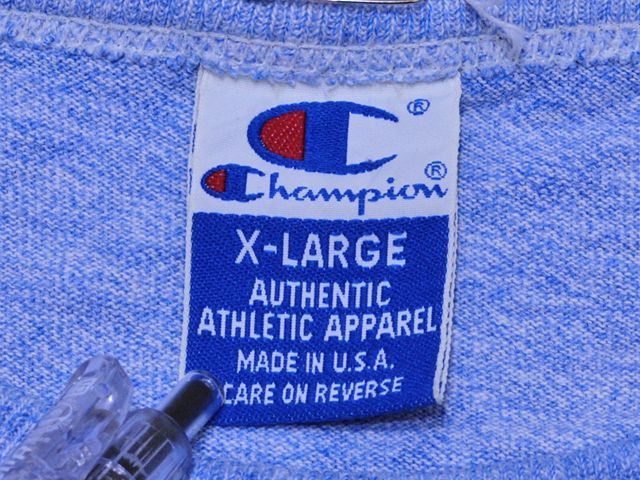 ®
Champion®
X-LARGE
AUTHENTIC
ATHLETIC APPAREL
MADE IN U.S.A.
CARE ON REVERSE